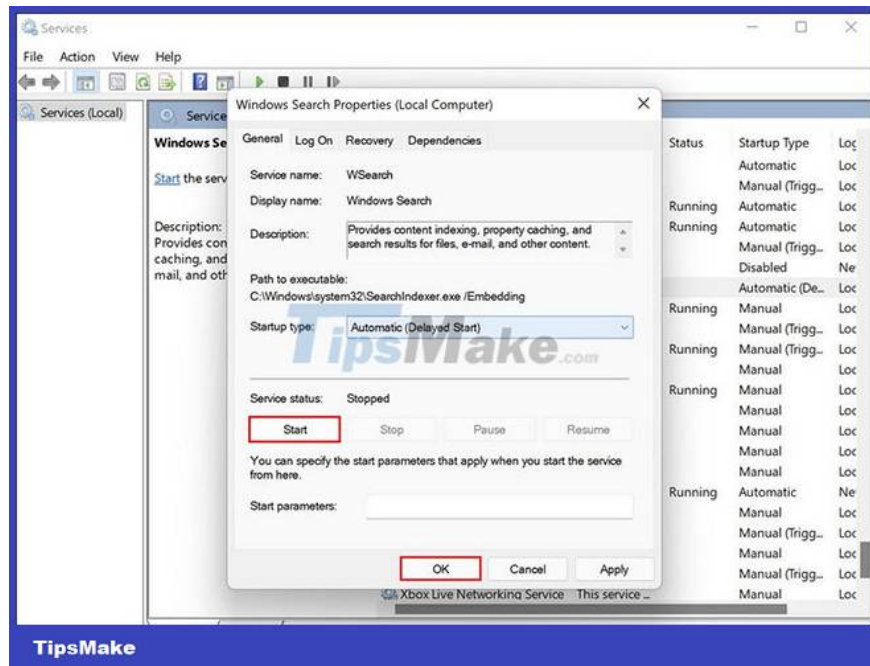 Services
File Action View Help
Services (Local)
Service
Windows Se
Start the serv
Description:
Provides con
caching, and
mail, and oth
Windows Search Properties (Local Computer)
General Log On Recovery Dependencies
Service name: WSearch
Display name: Windows Search
Description: Provides content indexing, property caching, and
search results for files, e-mail, and other content.
Path to executable:
C:\Windows\system32\SearchIndexer.exe /Embedding
Startup type: Automatic (Delayed Start)
TipsMake.com
Service status: Stopped
Start Stop Pause Resume
You can specify the start parameters that apply when you start the service
from here.
Start parameters:
OK Cancel Apply
Status Startup Type Log
Automatic Loc
Manual (Trigg... Loc
Running Automatic Loc
Running Automatic Loc
Manual (Trigg... Loc
Disabled Ne
Automatic (De... Loc
Running Manual Loc
Manual (Trigg... Loc
Running Manual (Trigg... Loc
Manual Loc
Running Manual Loc
Manual Loc
Manual Loc
Manual Loc
Manual Loc
Running Automatic Ne
Manual Loc
Manual (Trigg... Loc
Manual Loc
Manual (Trigg... Loc
Xbox Live Networking Service This service ... Manual Loc
TipsMake